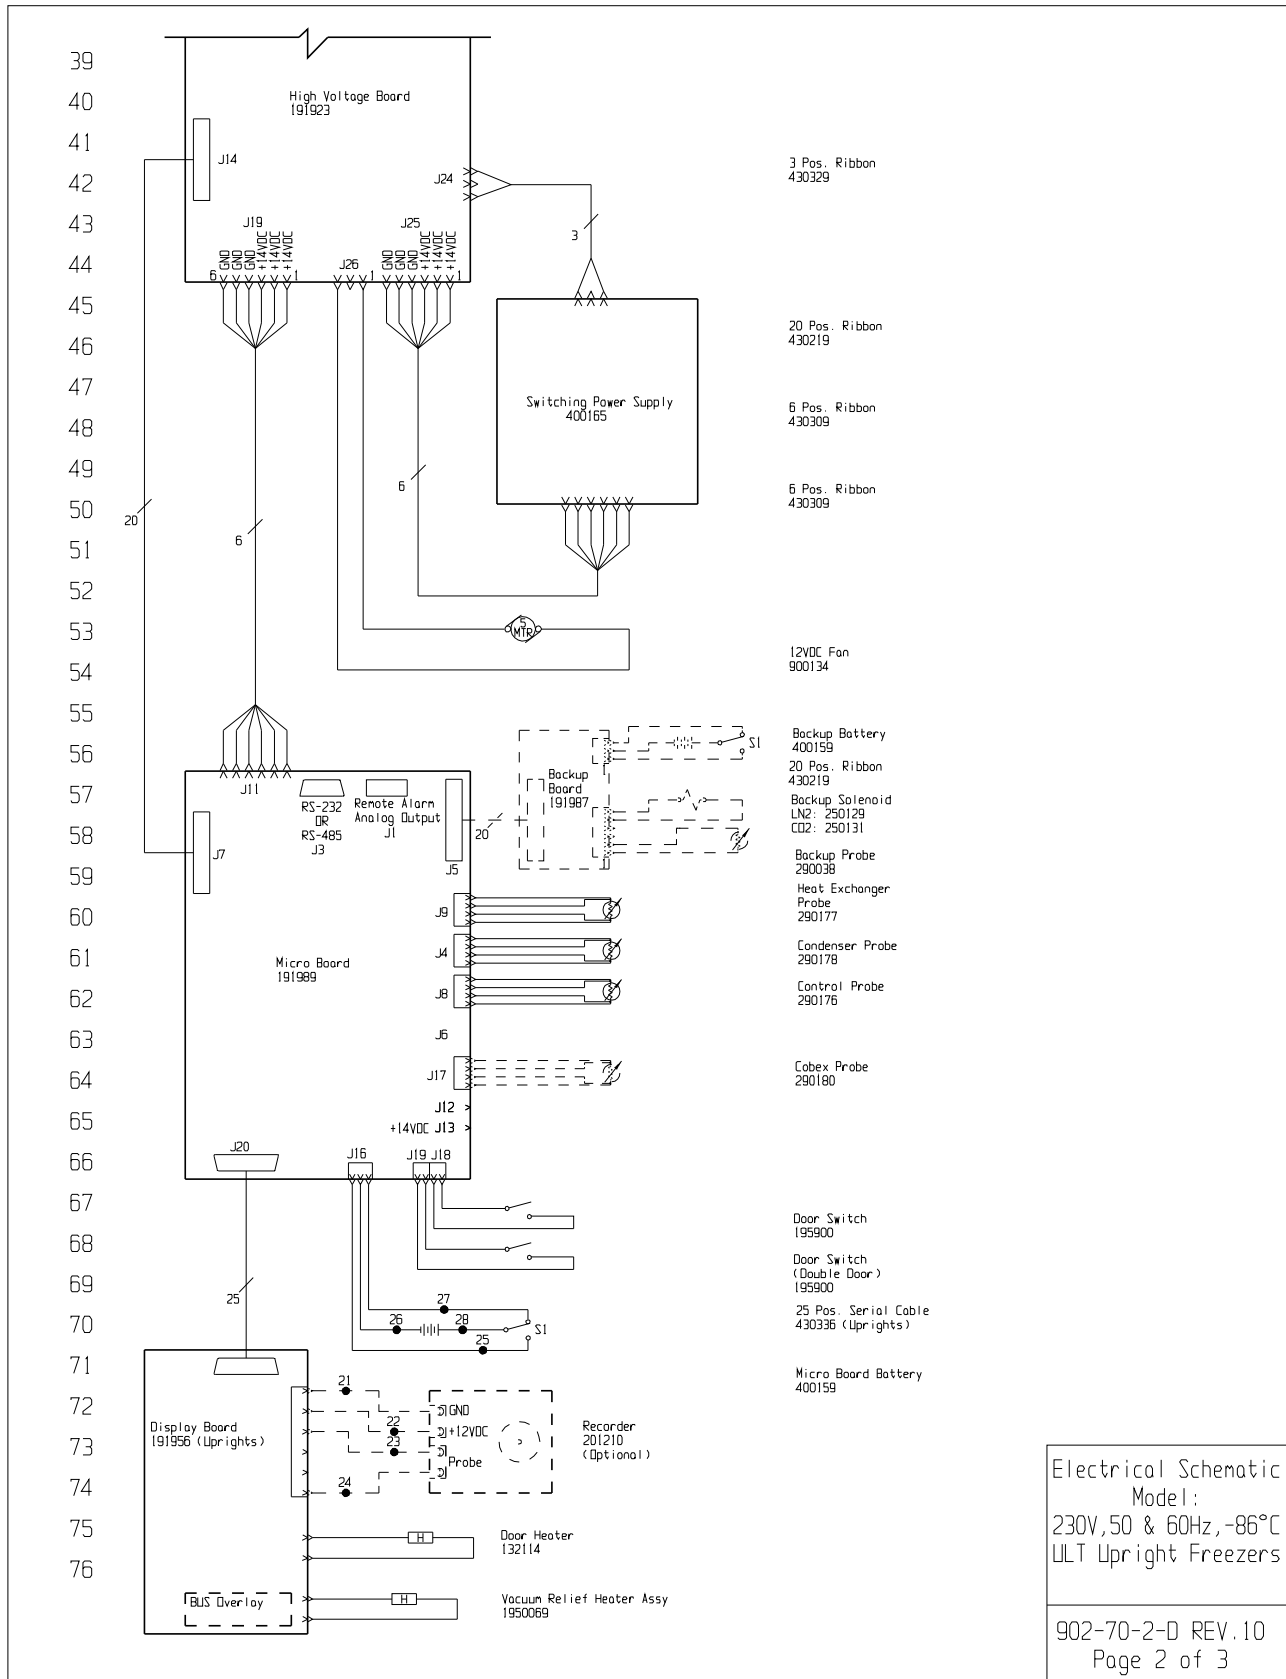 39
40
41
42
43
44
45
46
47
48
49
50
51
52
53
54
55
56
57
58
59
60
61
62
63
64
65
66
67
68
69
70
71
72
73
74
75
76
High Voltage Board
191923
J14
J24
J19
J25
GND
GND
GND
+14VDC
+14VDC
+14VDC
6
1
J26
1
GND
GND
GND
+14VDC
+14VDC
+14VDC
1
3
3 Pos. Ribbon
430329
20 Pos. Ribbon
430219
Switching Power Supply
400165
6 Pos. Ribbon
430309
6 Pos. Ribbon
430309
20
6
6
5
MTR
12VDC Fan
900134
S1
Backup Battery
400159
20 Pos. Ribbon
430219
Backup Solenoid
LN2: 250129
CO2: 250131
Backup Probe
290038
Backup
Board
191987
1
1
20
J11
RS-232
OR
RS-485
J3
Remote Alarm
Analog Output
J1
J5
J7
J9
Heat Exchanger
Probe
290177
J4
Condenser Probe
290178
Micro Board
191989
J8
Control Probe
290176
J6
J17
Cobex Probe
290180
J12
+14VDC J13
J20
J16
J19 J18
Door Switch
195900
Door Switch
(Double Door)
195900
25
27
26
28
25
S1
25 Pos. Serial Cable
430336 (Uprights)
Micro Board Battery
400159
Display Board
191956 (Uprights)
21
22
23
24
GND
+12VDC
Probe
Recorder
201210
(Optional)
H
Door Heater
132114
BUS Overlay
H
Vacuum Relief Heater Assy
1950069
Electrical Schematic
Model:
230V,50 & 60Hz,-86°C
ULT Upright Freezers
902-70-2-D REV.10
Page 2 of 3